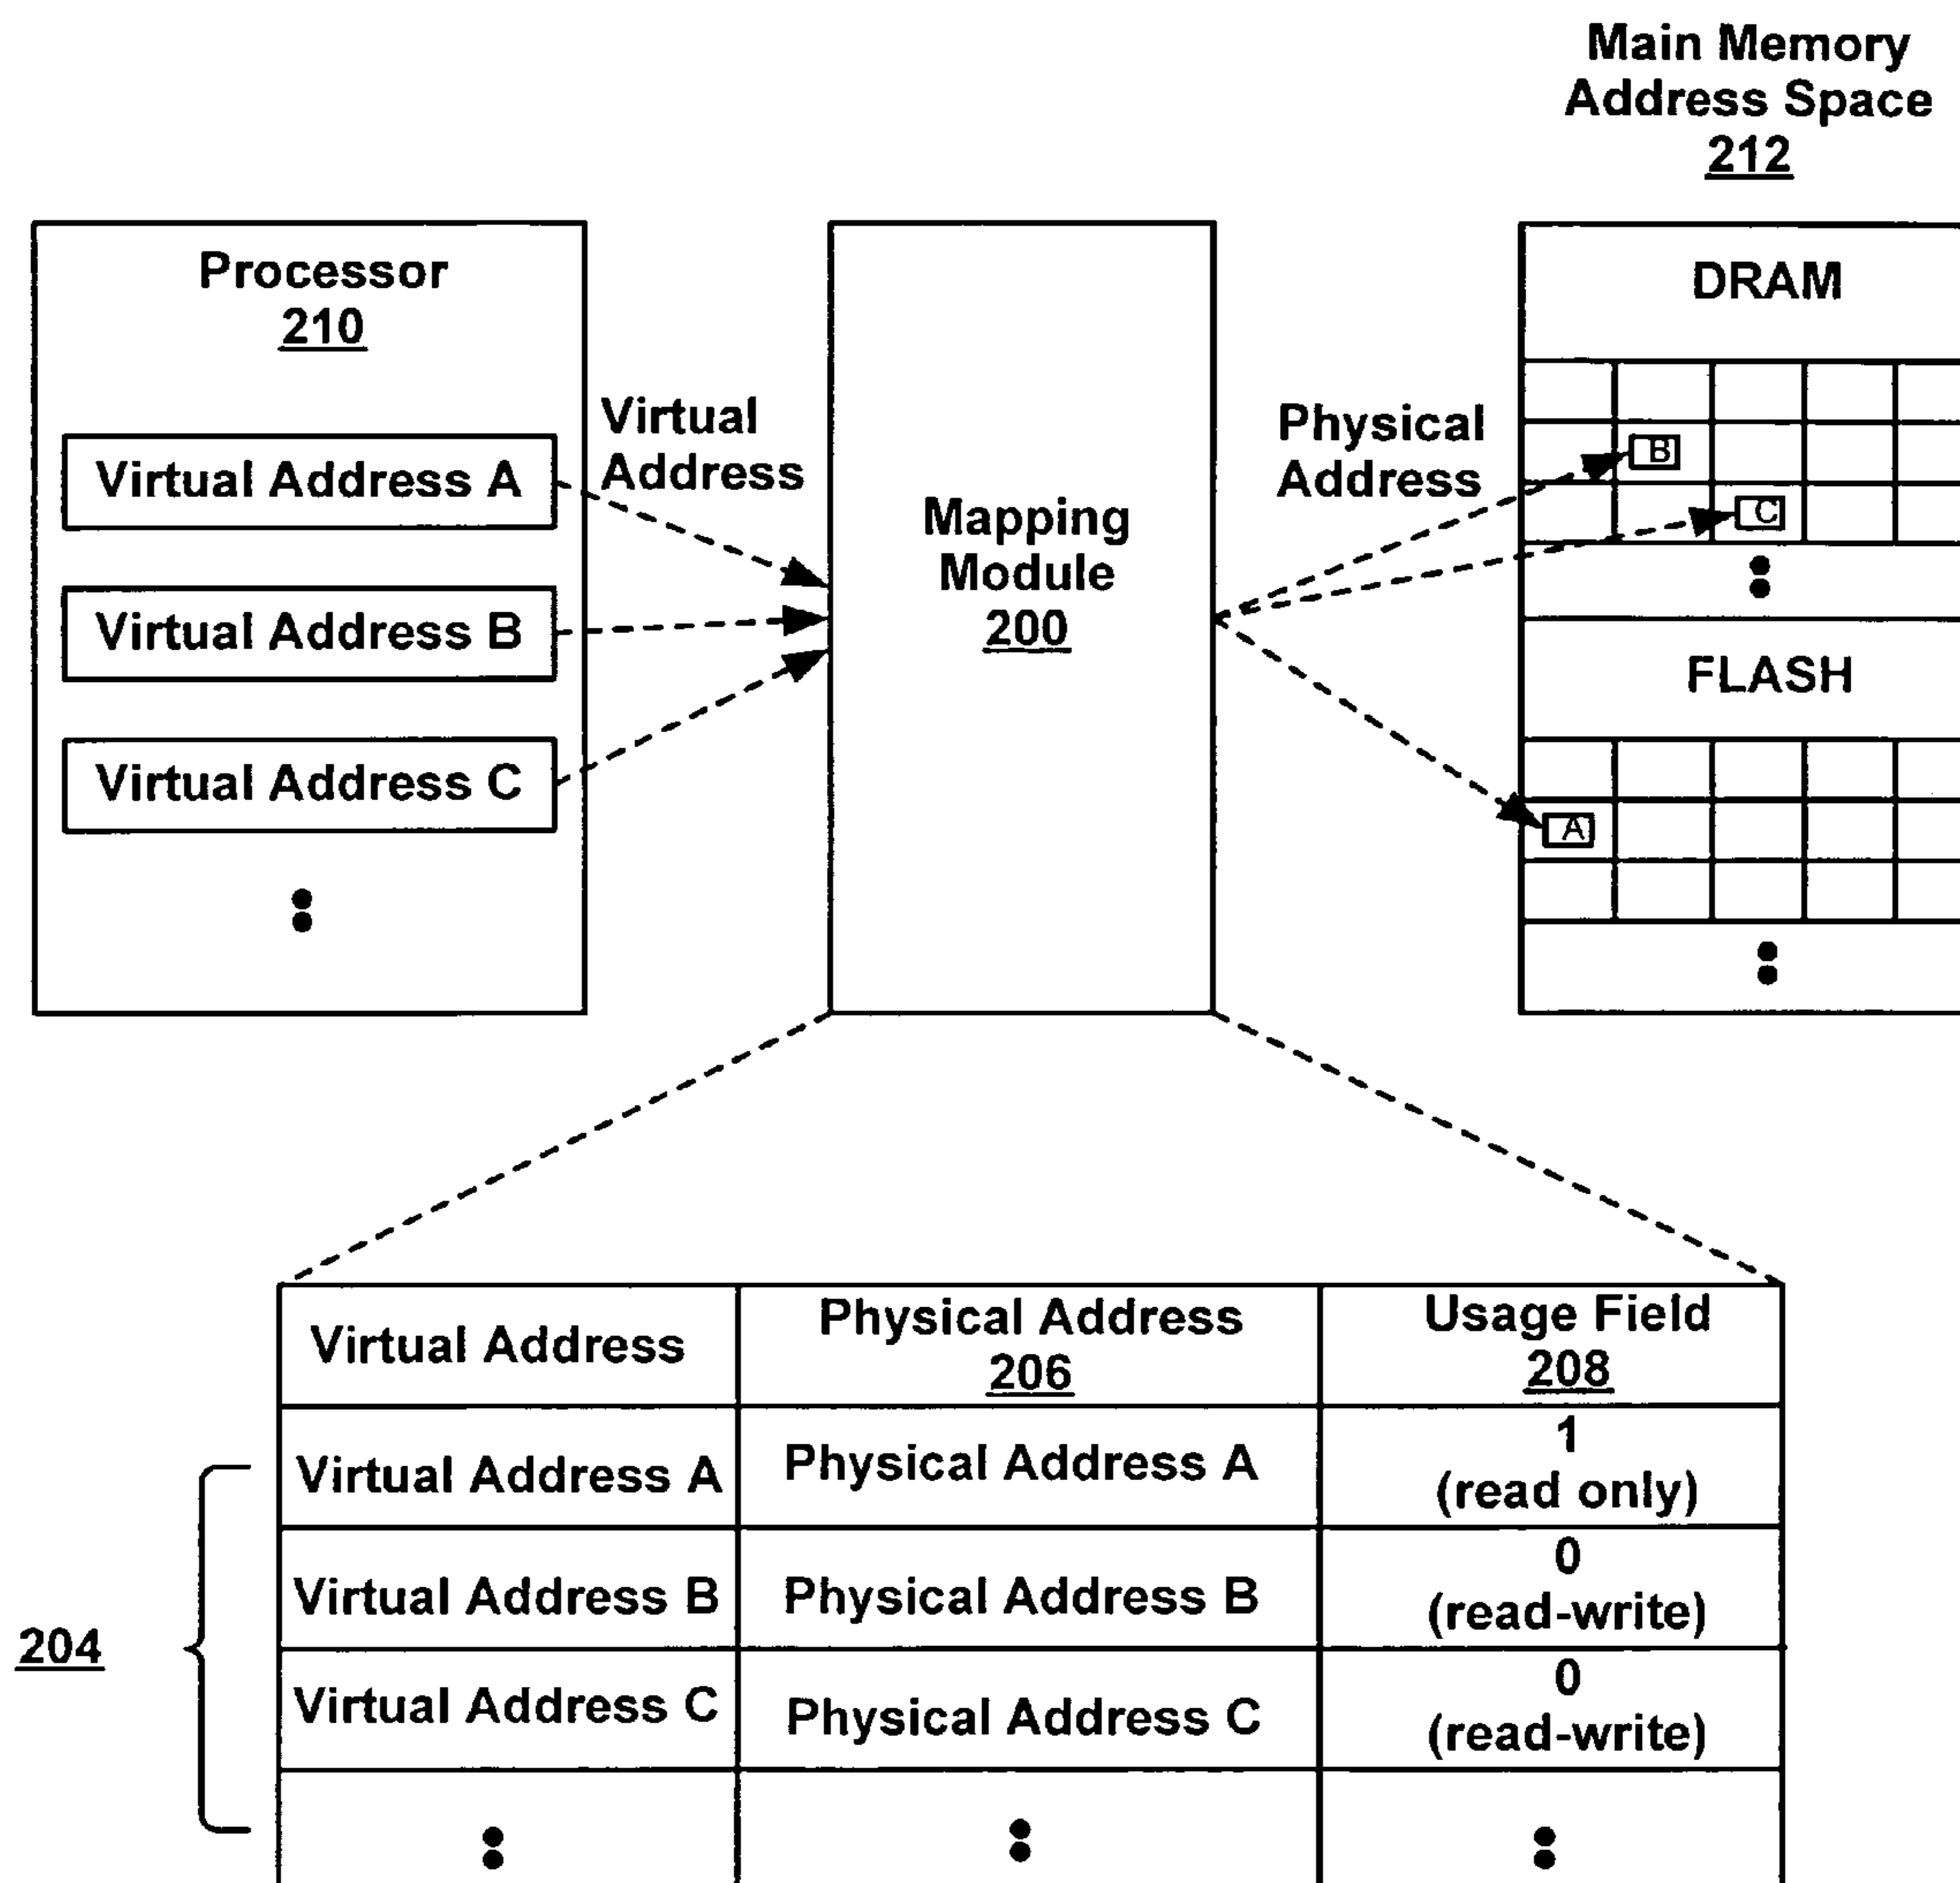 Main Memory
Address Space
212
Processor
210
Virtual Address A
Virtual Address B
Virtual Address C
Virtual
Address
Mapping
Module
200
Physical
Address
DRAM
B
C
FLASH
A
204
Virtual Address
Physical Address
206
Usage Field
208
Virtual Address A
Physical Address A
1
(read only)
Virtual Address B
Physical Address B
0
(read-write)
Virtual Address C
Physical Address C
0
(read-write)